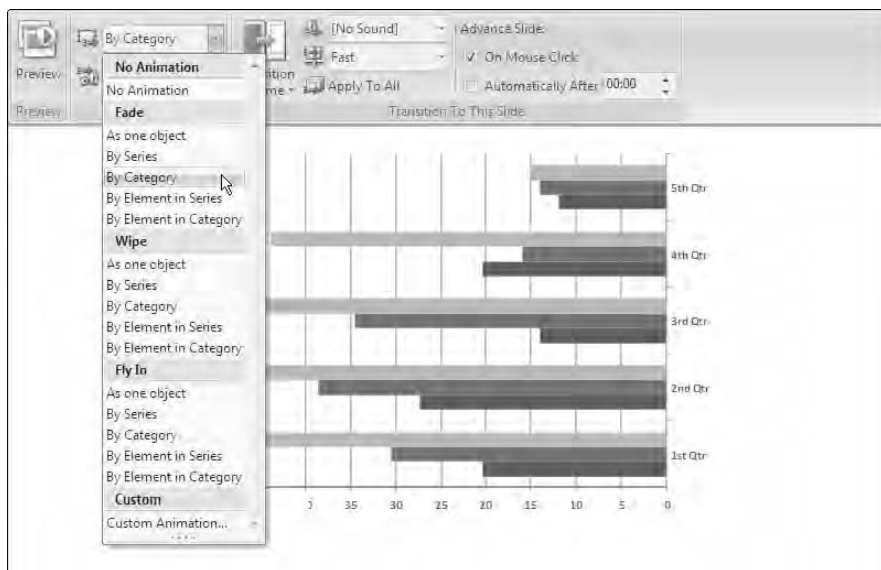 By Category
[No Sound]
Advance Slide:
Fast
On Mouse Click
Preview
Apply To All
Automatically After: 00:00
Preview
Transition To This Slide
No Animation
No Animation
Fade
As one object
By Series
By Category
By Element in Series
By Element in Category
Wipe
As one object
By Series
By Category
By Element in Series
By Element in Category
Fly In
As one object
By Series
By Category
By Element in Series
By Element in Category
Custom
Custom Animation...
5th Qtr
4th Qtr
3rd Qtr
2nd Qtr
1st Qtr
35 30 25 20 15 10 5 0